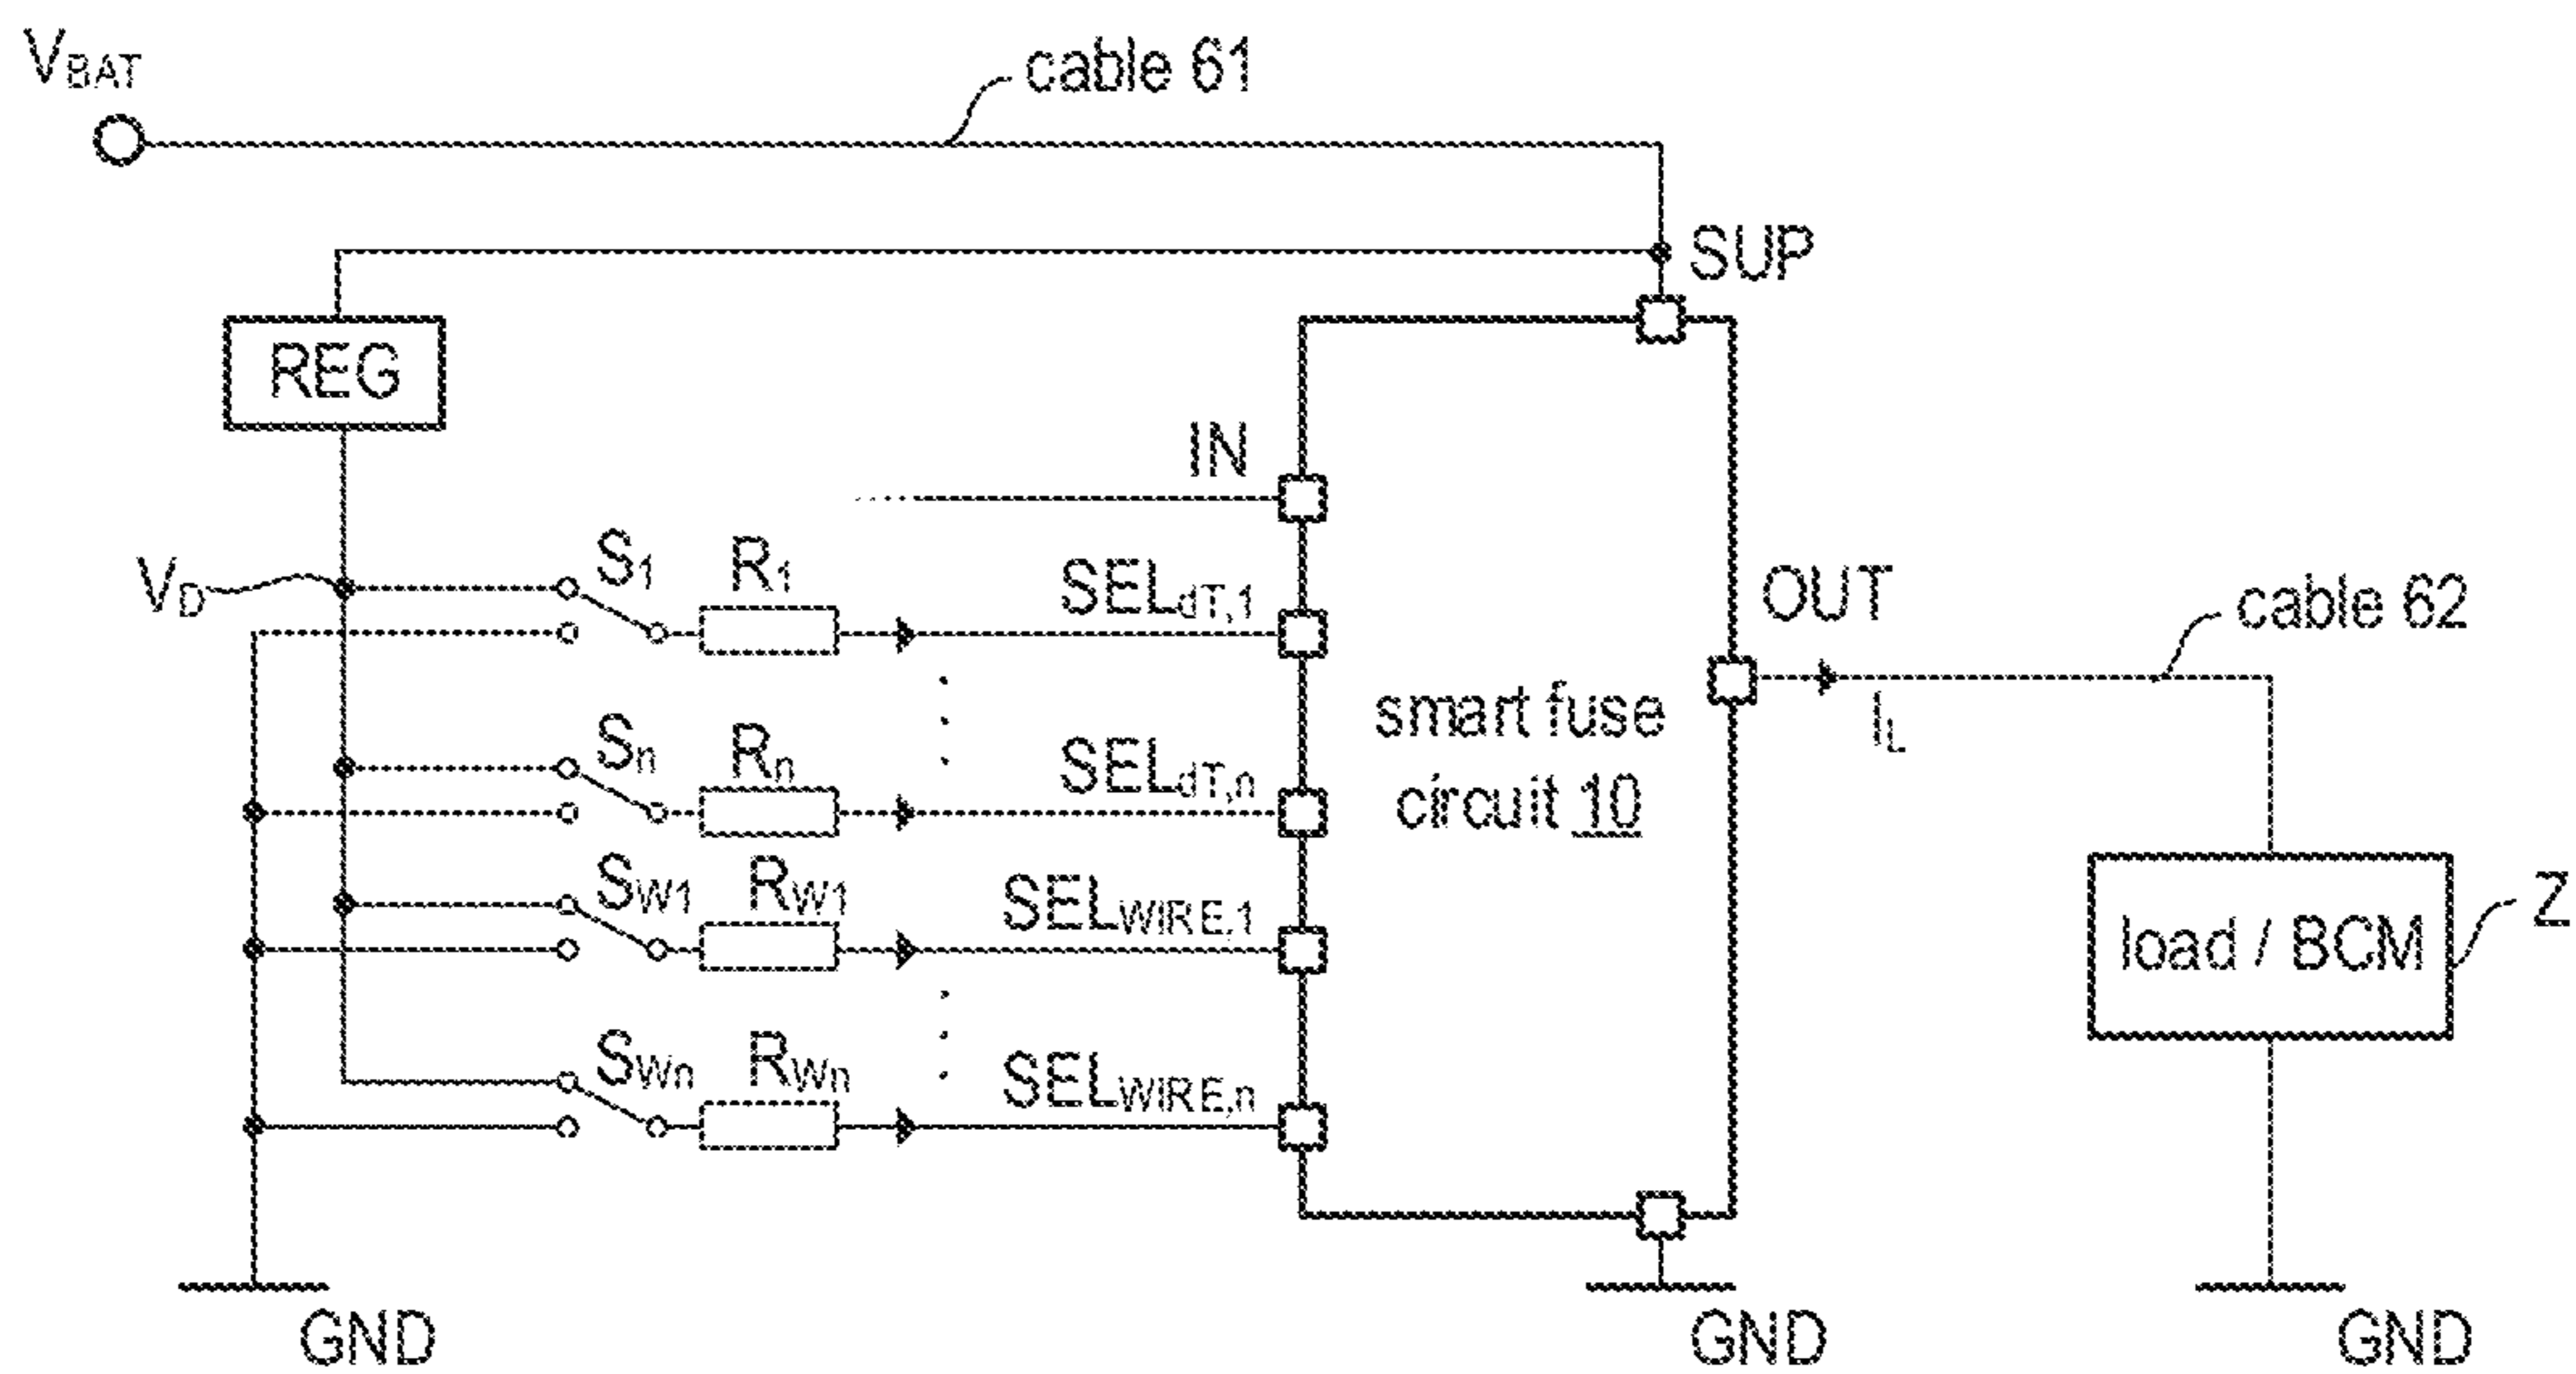 VBAT
cable 61
SUP
REG
IN
VD
S1
R1
SELdT,1
OUT
cable 62
IL
Sn
Rn
SELdT,n
smart fuse
circuit 10
SW1
RW1
SELWIRE,1
load / BCM
Z
SWn
RWn
SELWIRE,n
GND
GND
GND